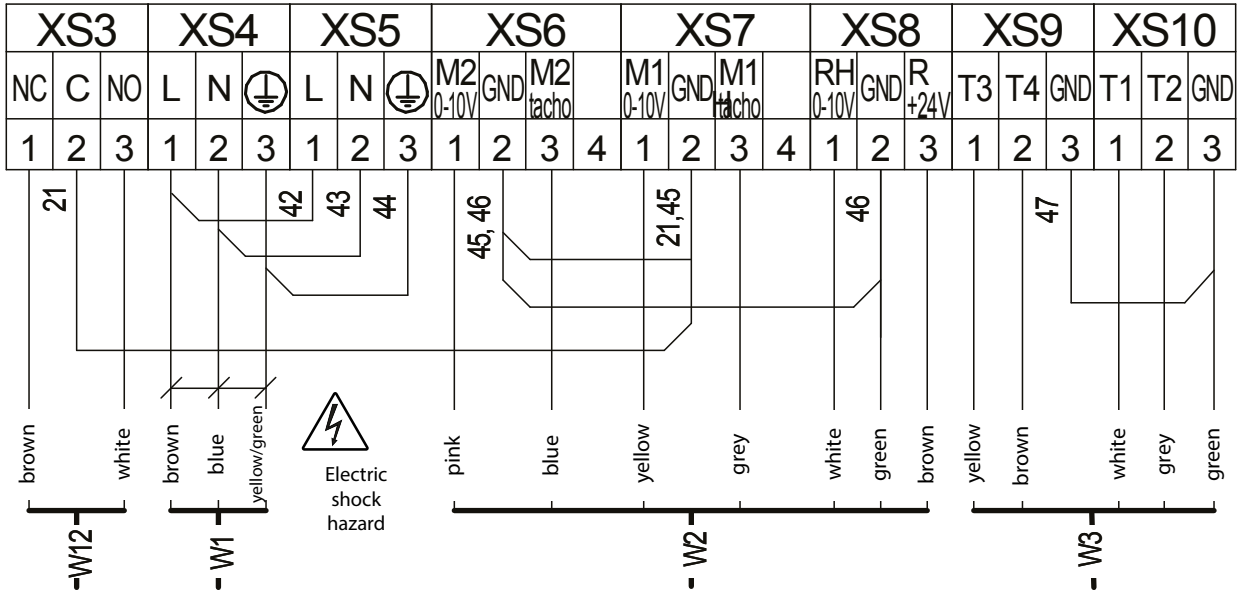 XS3 XS4 XS5 XS6 XS7 XS8 XS9 XS10
NC C NO L N L N M2 0-10V GND M2 tacho M1 0-10V GND M1 tacho RH 0-10V GND R +24V T3 T4 GND T1 T2 GND
1 2 3 1 2 3 1 2 3 1 2 3 4 1 2 3 4 1 2 3 1 2 3 1 2 3
21 42 43 44 45, 46 21,45 46 47
brown white brown blue yellow/green pink blue yellow grey white green brown yellow brown white grey green
Electric
shock
hazard
-W12 -W1 -W2 -W3